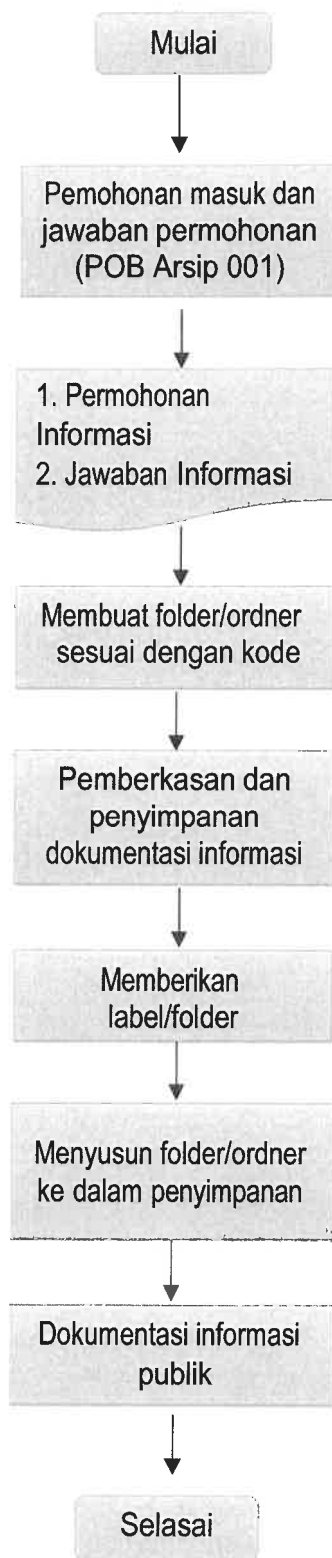 Mulai
Pemohonan masuk dan
jawaban permohonan
(POB Arsip 001)
1. Permohonan
Informasi
2. Jawaban Informasi
Membuat folder/ordner
sesuai dengan kode
Pemberkasan dan
penyimpanan
dokumentasi informasi
Memberikan
label/folder
Menyusun folder/ordner
ke dalam penyimpanan
Dokumentasi informasi
publik
Selasai